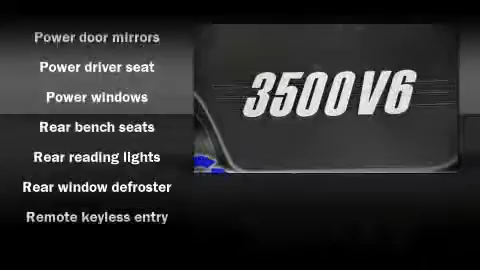 Power door mirrors
Power driver seat
Power windows
Rear bench seats
Rear reading lights
Rear window defroster
Remote keyless entry
3500 V6